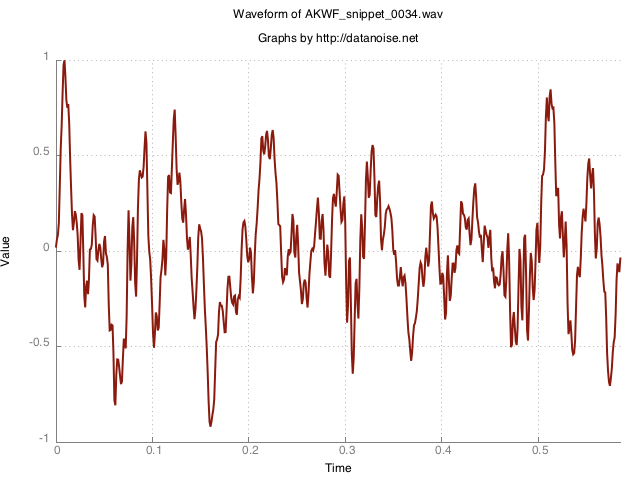 Waveform of AKWF_snippet_0034.wav
Graphs by http://datanoise.net
1
0.5
0
-0.5
-1
Value
0
0.1
0.2
0.3
0.4
0.5
Time